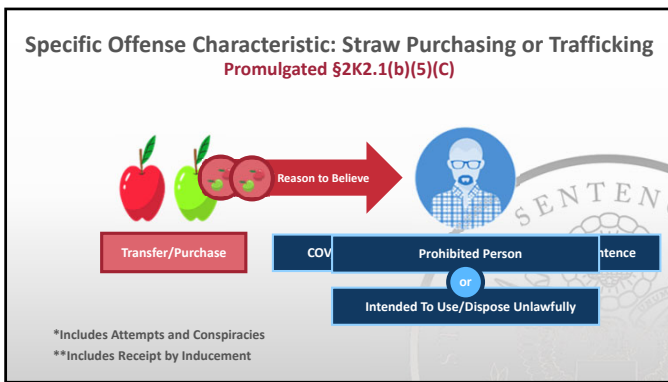 Specific Offense Characteristic: Straw Purchasing or Trafficking
Promulgated §2K2.1(b)(5)(C)
Reason to Believe
SENTENC
Transfer/Purchase
COV
Prohibited Person
ntence
or
Intended To Use/Dispose Unlawfully
*Includes Attempts and Conspiracies
**Includes Receipt by Inducement